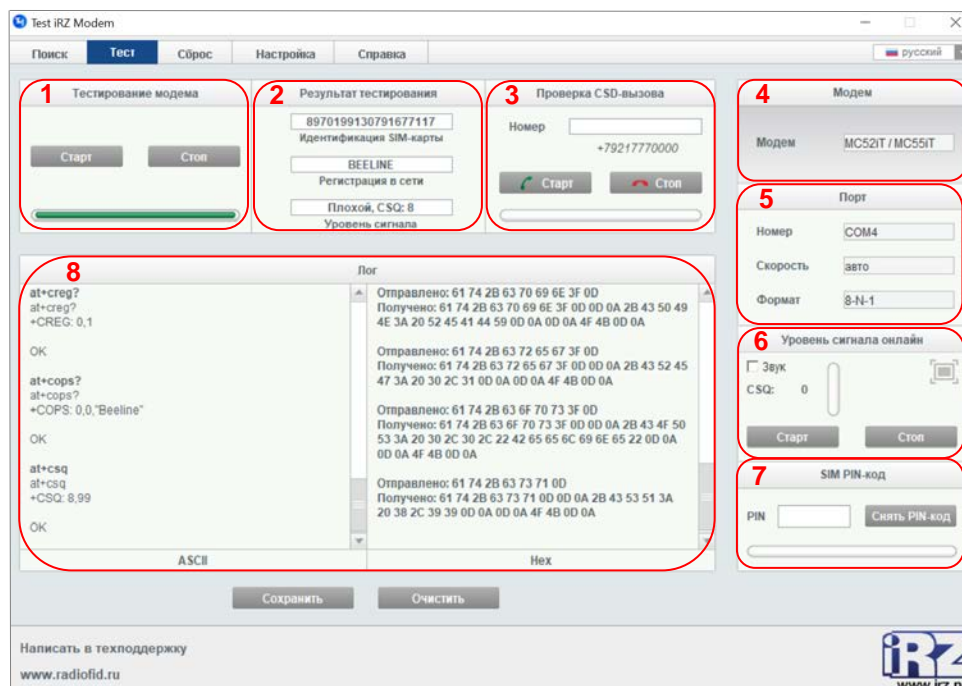 Test iRZ Modem
Поиск Тест Сброс Настройка Справка русский
1 Тестирование модема
Старт Стоп
2 Результат тестирования
8970199130791677117
Идентификация SIM-карты
BEELINE
Регистрация в сети
Плохой, CSQ: 8
Уровень сигнала
3 Проверка CSD-вызова
Номер
+79217770000
Старт Стоп
4 Модем
Модем MC52iT / MC55iT
5 Порт
Номер COM4
Скорость авто
Формат 8-N-1
6 Уровень сигнала онлайн
Звук
CSQ: 0
Старт Стоп
7 SIM PIN-код
PIN Снять PIN-код
8 Лог
at+creg?
at+creg?
+CREG: 0,1
OK
at+cops?
at+cops?
+COPS: 0,0,"Beeline"
OK
at+csq
at+csq
+CSQ: 8,99
OK
ASCII
Отправлено: 61 74 2B 63 70 69 6E 3F 0D
Получено: 61 74 2B 63 70 69 6E 3F 0D 0D 0A 2B 43 50 49
4E 3A 20 52 45 41 44 59 0D 0A 0D 0A 4F 4B 0D 0A
Отправлено: 61 74 2B 63 72 65 67 3F 0D
Получено: 61 74 2B 63 72 65 67 3F 0D 0D 0A 2B 43 52 45
47 3A 20 30 2C 31 0D 0A 0D 0A 4F 4B 0D 0A
Отправлено: 61 74 2B 63 6F 70 73 3F 0D
Получено: 61 74 2B 63 6F 70 73 3F 0D 0D 0A 2B 43 4F 50
53 3A 20 30 2C 30 2C 22 42 65 65 6C 69 6E 65 22 0D 0A
0D 0A 4F 4B 0D 0A
Отправлено: 61 74 2B 63 73 71 0D
Получено: 61 74 2B 63 73 71 0D 0D 0A 2B 43 53 51 3A
20 38 2C 39 39 0D 0A 0D 0A 4F 4B 0D 0A
Hex
Сохранить Очистить
Написать в техподдержку
www.radiofid.ru
iRZ